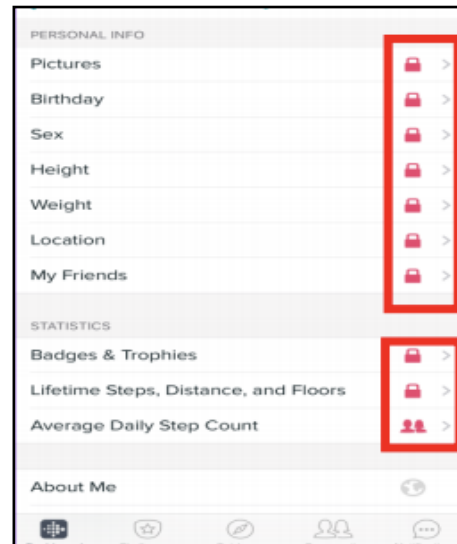 PERSONAL INFO
Pictures
Birthday
Sex
Height
Weight
Location
My Friends
STATISTICS
Badges & Trophies
Lifetime Steps, Distance, and Floors
Average Daily Step Count
About Me